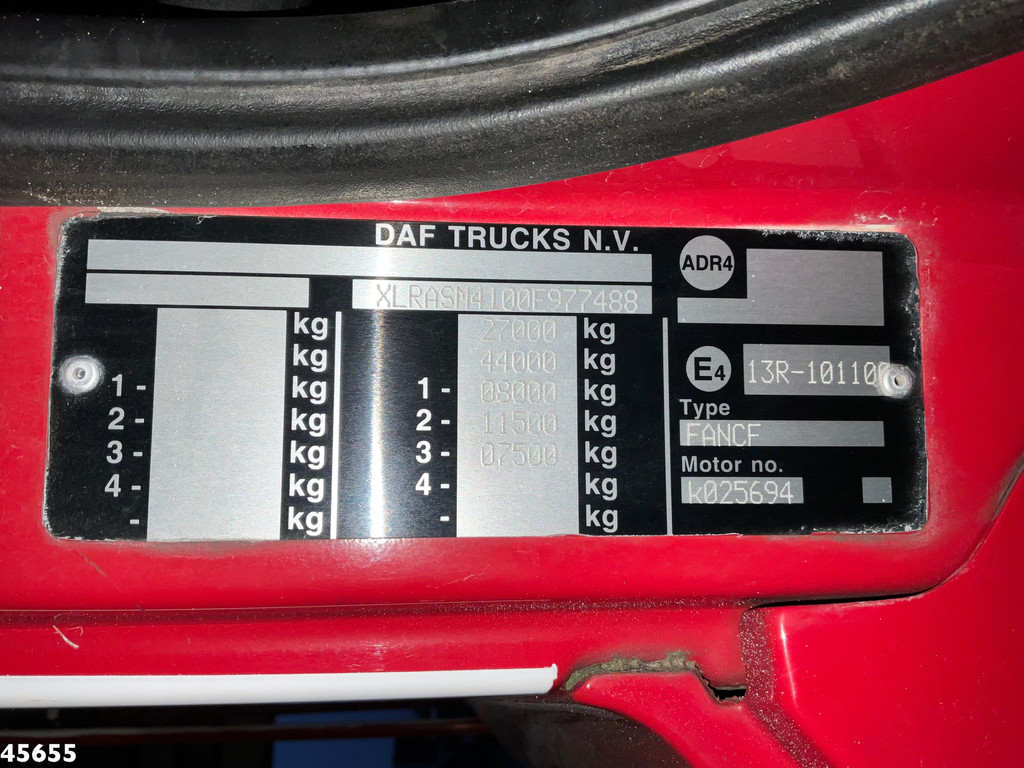 DAF TRUCKS N.V.
ADR4
XLRASN4100E977488
kg 27000 kg
kg 44000 kg
1 - kg 1 - 08000 kg
2 - kg 2 - 11500 kg
3 - kg 3 - 07500 kg
4 - kg 4 - kg
- kg - kg
E4 13R-101100
Type
FANCF
Motor no.
k025694
45655